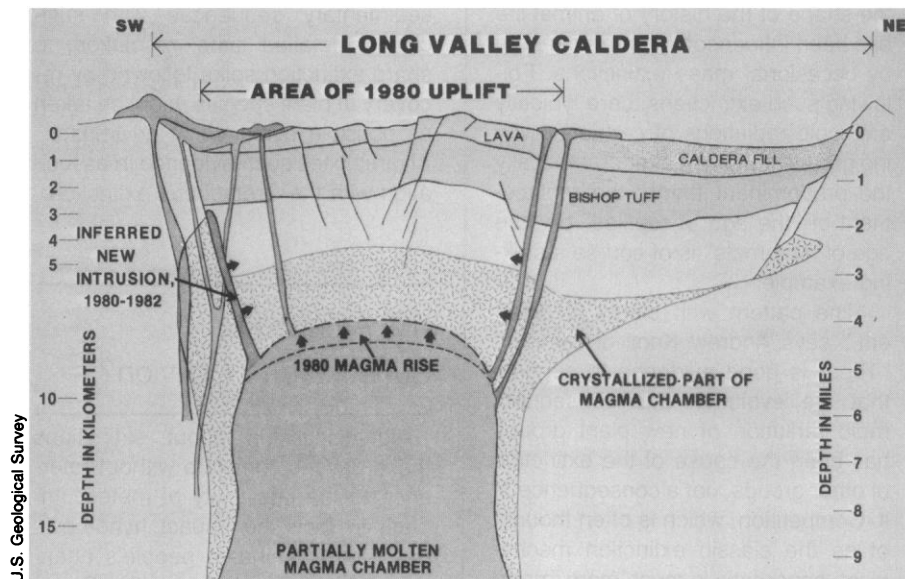 SW
NE
LONG VALLEY CALDERA
AREA OF 1980 UPLIFT
0
1
2
3
4
5
10
15
DEPTH IN KILOMETERS
LAVA
CALDERA FILL
BISHOP TUFF
INFERRED
NEW
INTRUSION,
1980-1982
1980 MAGMA RISE
CRYSTALLIZED PART OF
MAGMA CHAMBER
PARTIALLY MOLTEN
MAGMA CHAMBER
0
1
2
3
4
5
6
7
8
9
DEPTH IN MILES
U.S. Geological Survey